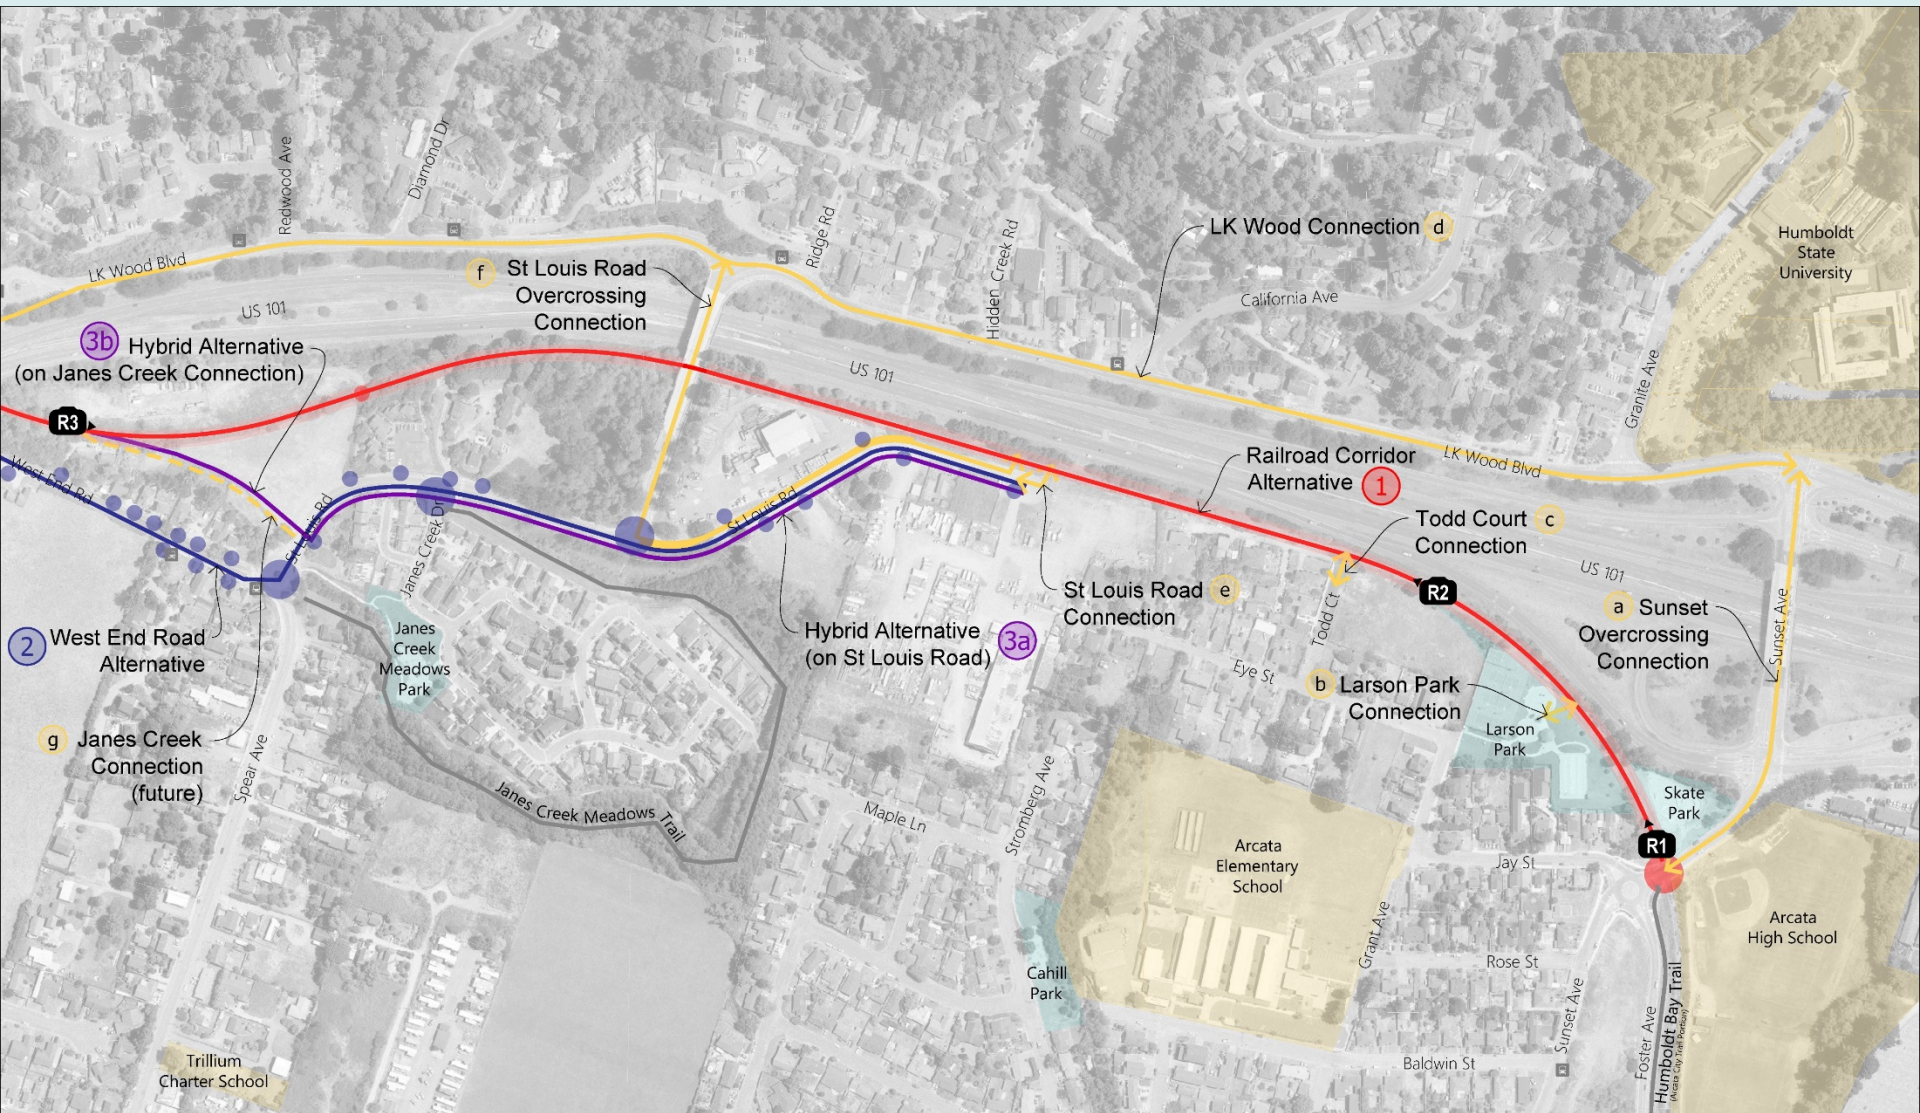 Redwood Ave
Diamond Dr
LK Wood Blvd
US 101
f St Louis Road
Overcrossing
Connection
Ridge Rd
Hidden Creek Rd
LK Wood Connection d
California Ave
Humboldt
State
University
Granite Ave
3b Hybrid Alternative
(on Janes Creek Connection)
US 101
R3
West End Rd
St Louis Rd
Janes Creek Dr
St Louis Rd
Railroad Corridor
Alternative 1
LK Wood Blvd
Todd Court c
Connection
US 101
R2
St Louis Road e
Connection
Todd Ct
a Sunset
Overcrossing
Connection
Sunset Ave
2 West End Road
Alternative
Janes
Creek
Meadows
Park
Hybrid Alternative
(on St Louis Road) 3a
Eye St
b Larson Park
Connection
Larson
Park
g Janes Creek
Connection
(future)
Spear Ave
Janes Creek Meadows Trail
Maple Ln
Stromberg Ave
Skate
Park
R1
Jay St
Arcata
Elementary
School
Grant Ave
Arcata
High School
Rose St
Cahill
Park
Sunset Ave
Foster Ave
Humboldt Bay Trail
(Arcata City Trail Portion)
Baldwin St
Trillium
Charter School